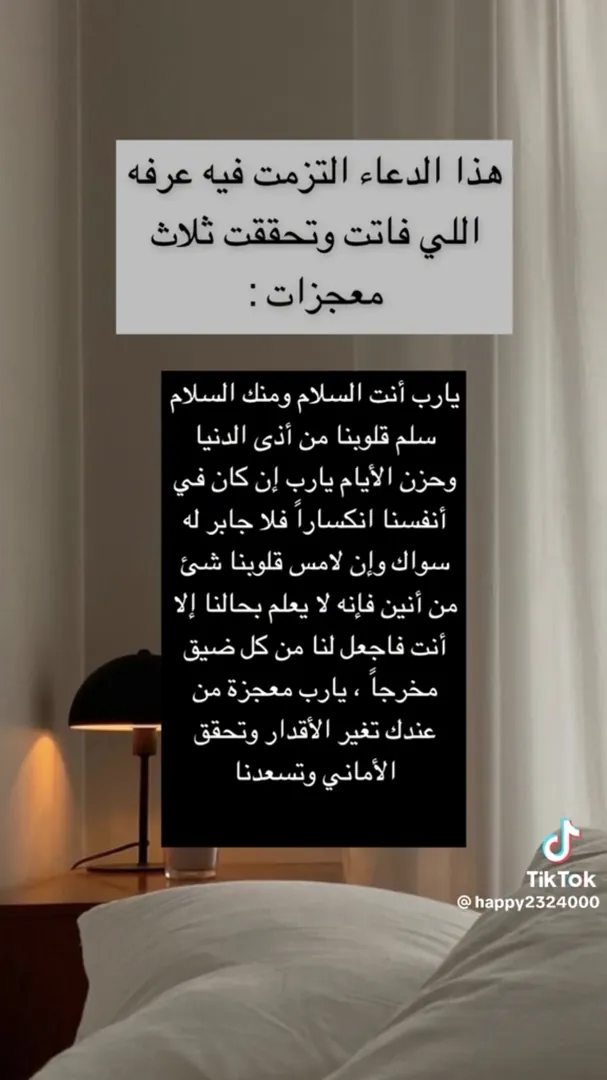 هذا الدعاء التزمت فيه عرفه
اللي فاتت وتحققت ثلاث
معجزات :
يارب أنت السلام ومنك السلام
سلم قلوبنا من أذى الدنيا
وحزن الأيام يارب إن كان في
أنفسنا انكساراً فلا جابر له
سواك وإن لامس قلوبنا شئ
من أنين فإنه لا يعلم بحالنا إلا
أنت فاجعل لنا من كل ضيق
مخرجاً ، يارب معجزة من
عندك تغير الأقدار وتحقق
الأماني وتسعدنا
TikTok
@happy2324000